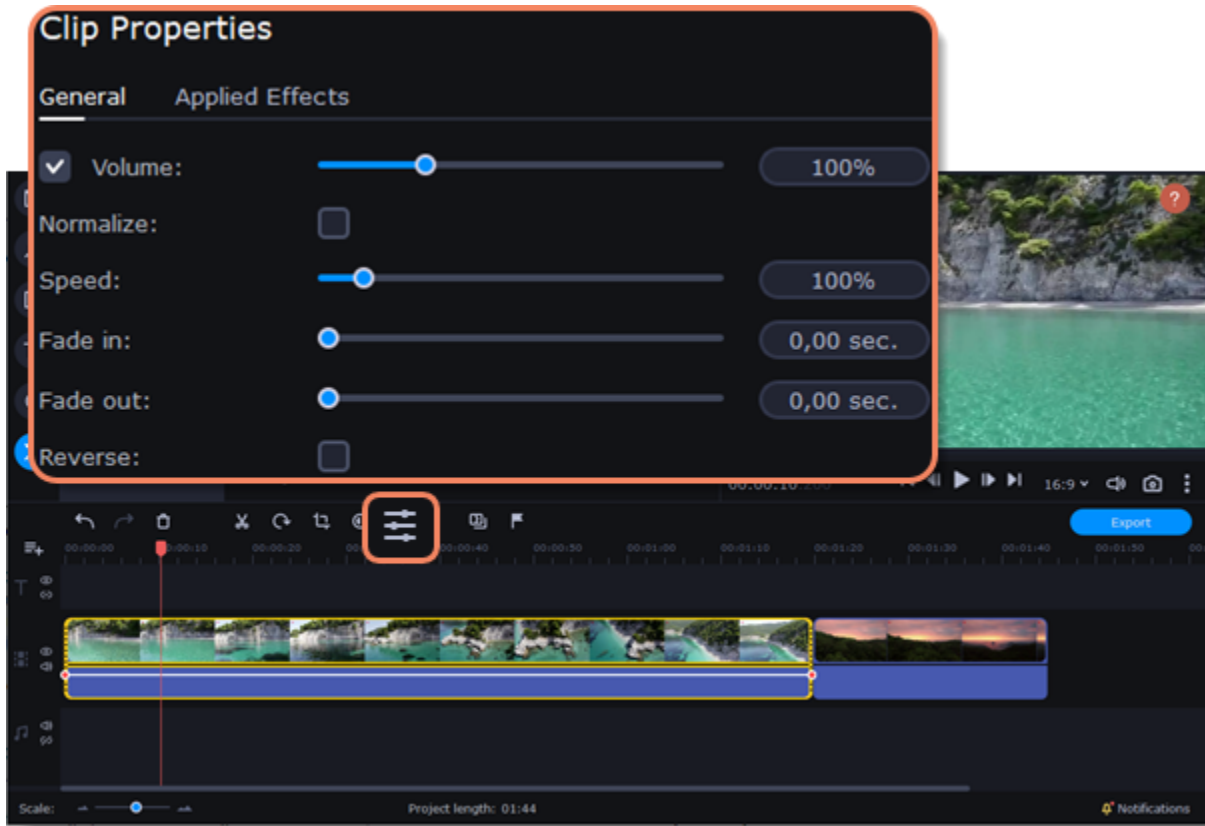 Clip Properties
General Applied Effects
Volume: 100%
Normalize:
Speed: 100%
Fade in: 0,00 sec.
Fade out: 0,00 sec.
Reverse:
?
16:9
Export
00:00:00 0:00:10 00:00:20 00:00:40 00:00:50 00:01:00 00:01:10 00:01:20 00:01:30 00:01:40 00:01:50
T
Scale: Project length: 01:44 Notifications